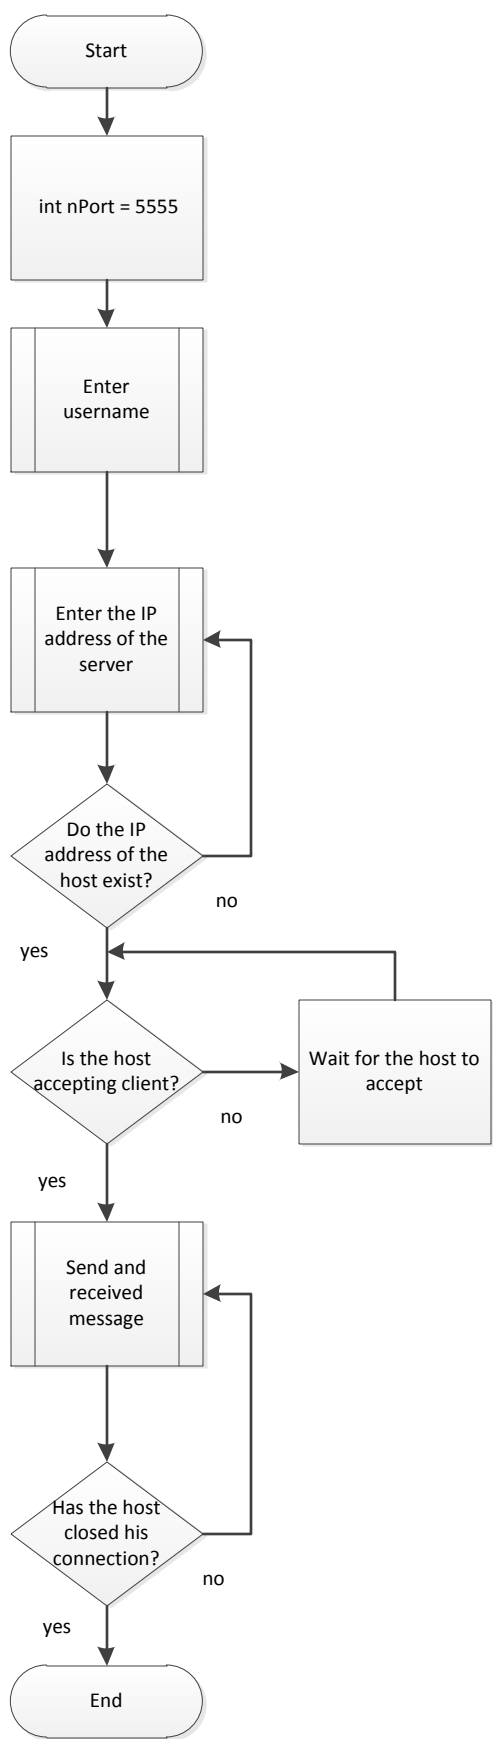 Start
int nPort = 5555
Enter
username
Enter the IP
address of the
server
Do the IP
address of the
host exist?
no
yes
Is the host
accepting client?
Wait for the host to
accept
no
yes
Send and
received
message
Has the host
closed his
connection?
no
yes
End